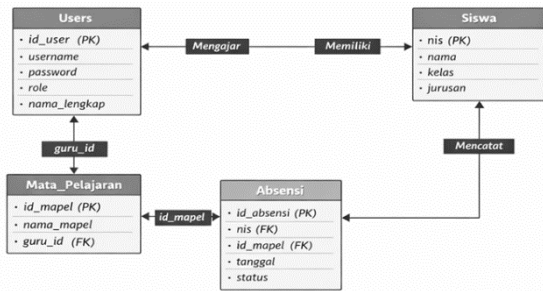 Users
· id_user (PK)
· username
· password
· role
· nama_lengkap
Mengajar
Memiliki
Siswa
· nis (PK)
· nama
· kelas
· jurusan
guru_id
Mencatat
Mata_Pelajaran
· id_mapel (PK)
· nama_mapel
· guru_id (FK)
id_mapel
Absensi
· id_absensi (PK)
· nis (FK)
· id_mapel (FK)
· tanggal
· status